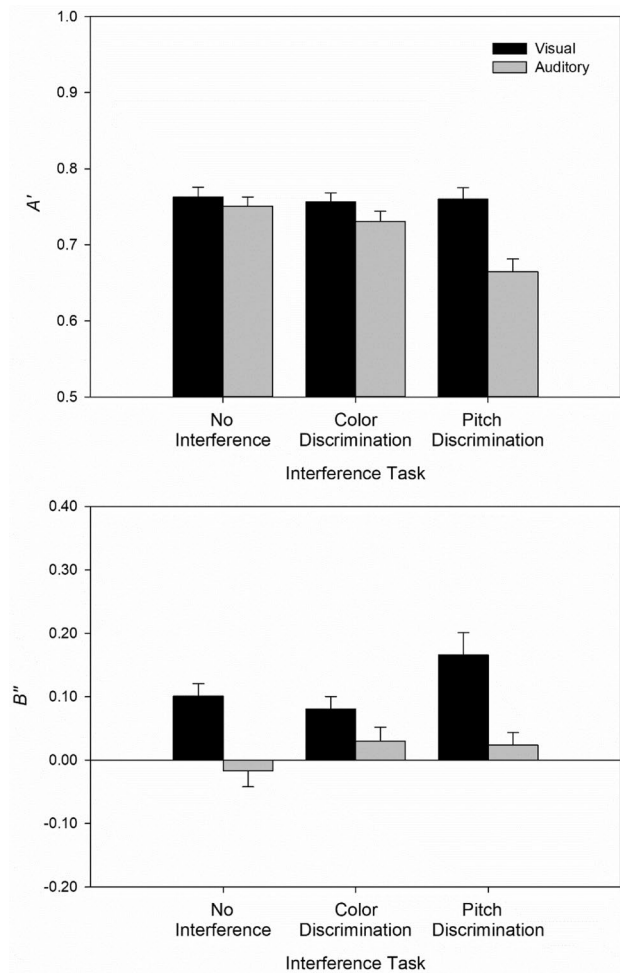 1.0
Visual
Auditory
0.9
0.8
A'
0.7
0.6
0.5
No Interference
Color Discrimination
Pitch Discrimination
Interference Task
0.40
0.30
0.20
B"
0.10
0.00
-0.10
-0.20
No Interference
Color Discrimination
Pitch Discrimination
Interference Task